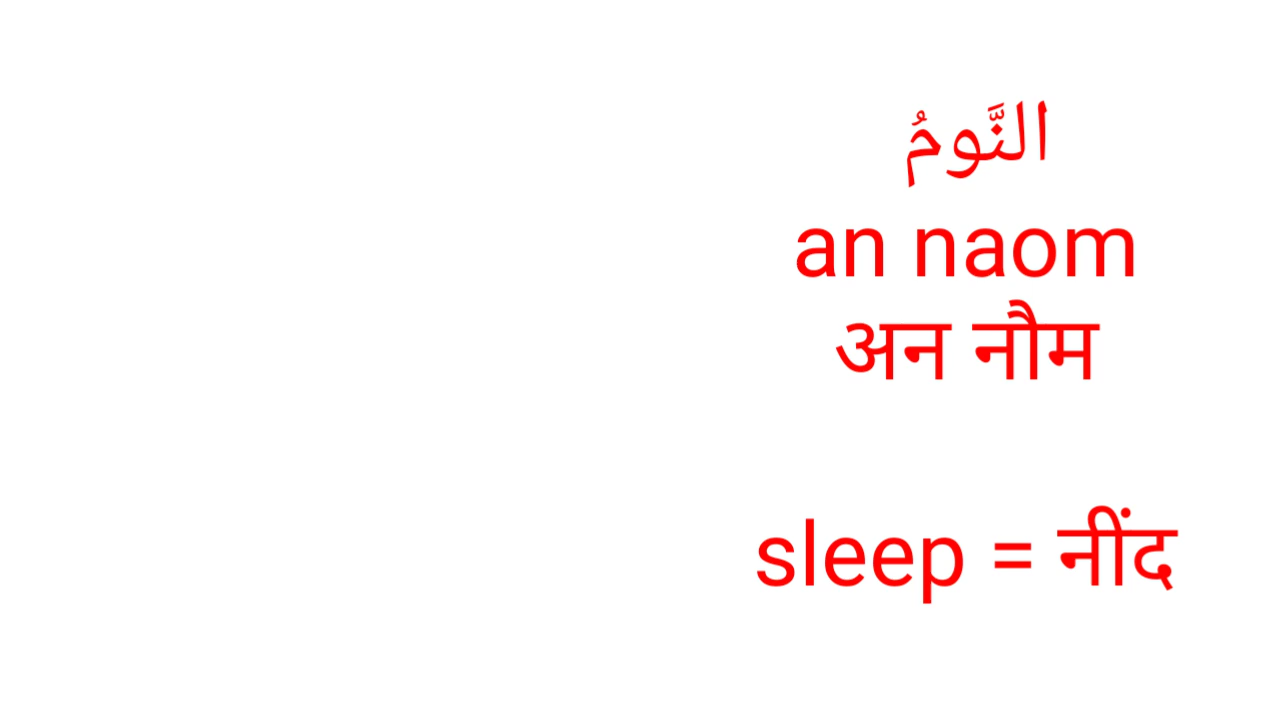 النَّومُ
an naom
अन नौम
sleep = नींद